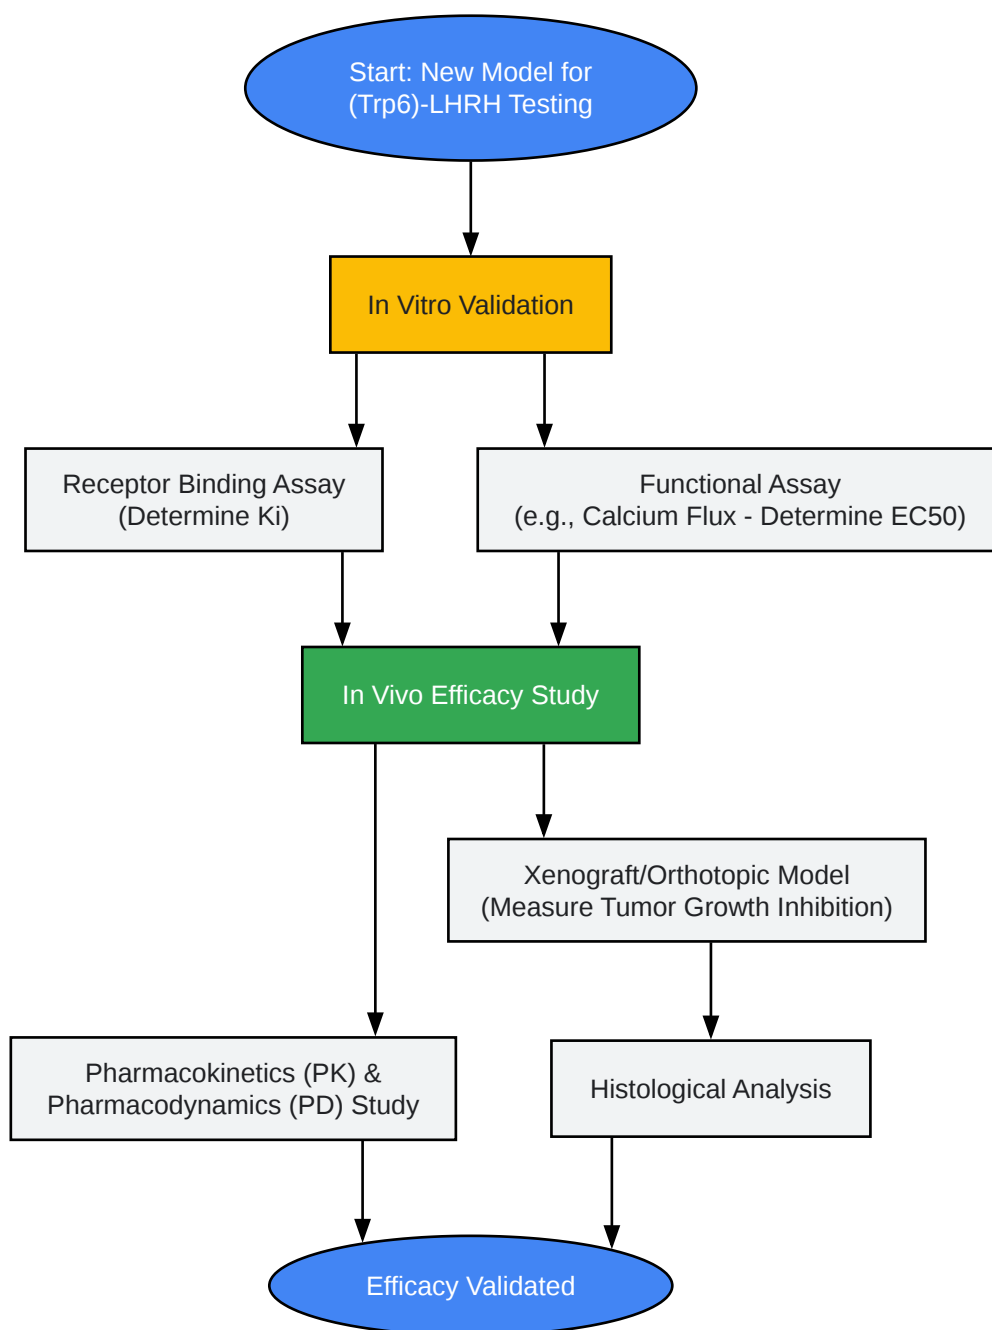 Start: New Model for
(Trp6)-LHRH Testing
In Vitro Validation
Receptor Binding Assay
(Determine Ki)
Functional Assay
(e.g., Calcium Flux - Determine EC50)
In Vivo Efficacy Study
Xenograft/Orthotopic Model
(Measure Tumor Growth Inhibition)
Pharmacokinetics (PK) &
Pharmacodynamics (PD) Study
Histological Analysis
Efficacy Validated